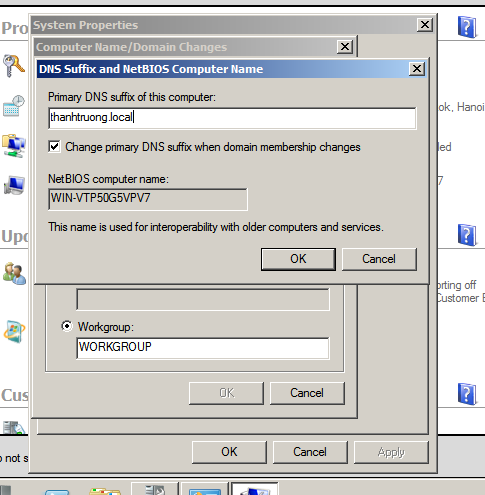 Pro
System Properties
Computer Name/Domain Changes
DNS Suffix and NetBIOS Computer Name
Primary DNS suffix of this computer:
thanhtruong.local
ok, Hanoi
Change primary DNS suffix when domain membership changes
led
NetBIOS computer name:
7
WIN-VTP50G5VPV7
This name is used for interoperability with older computers and services.
Upd
OK
Cancel
orting off
Customer E
Workgroup:
WORKGROUP
OK
Cancel
Cus
OK
Cancel
Apply
o not s